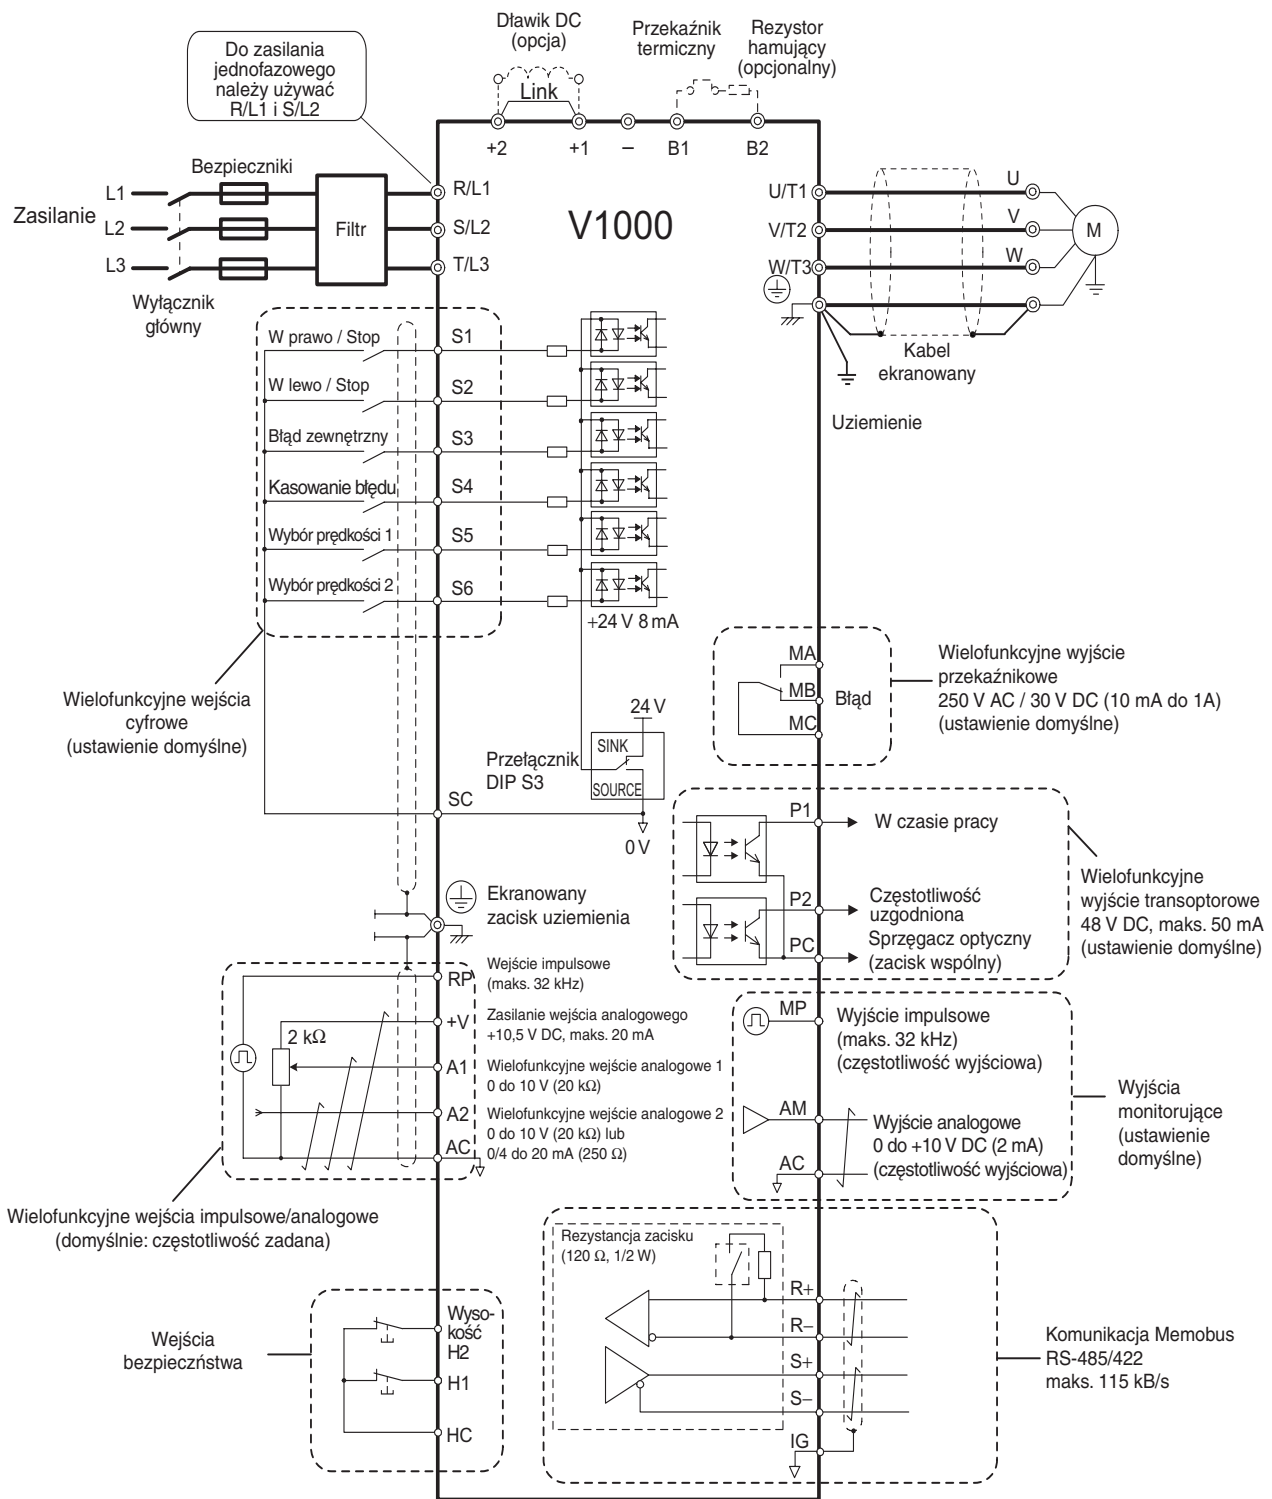 Dławik DC
(opcja)
Przekaźnik
termiczny
Rezystor
hamujący
(opcjonalny)
Do zasilania
jednofazowego
należy używać
R/L1 i S/L2
Link
+2
+1
–
B1
B2
Bezpieczniki
Zasilanie
L1
L2
L3
Filtr
R/L1
S/L2
T/L3
V1000
U/T1
V/T2
W/T3
U
V
W
M
Wyłącznik
główny
Kabel
ekranowany
Uziemienie
W prawo / Stop
S1
W lewo / Stop
S2
Błąd zewnętrzny
S3
Kasowanie błędu
S4
Wybór prędkości 1
S5
Wybór prędkości 2
S6
+24 V 8 mA
Wielofunkcyjne wejścia
cyfrowe
(ustawienie domyślne)
MA
MB
MC
Błąd
Wielofunkcyjne wyjście
przekaźnikowe
250 V AC / 30 V DC (10 mA do 1A)
(ustawienie domyślne)
24 V
Przełącznik
DIP S3
SINK
SOURCE
SC
0 V
P1
W czasie pracy
P2
Częstotliwość
uzgodniona
PC
Sprzęgacz optyczny
(zacisk wspólny)
Wielofunkcyjne
wyjście transoptorowe
48 V DC, maks. 50 mA
(ustawienie domyślne)
Ekranowany
zacisk uziemienia
RP
Wejście impulsowe
(maks. 32 kHz)
+V
Zasilanie wejścia analogowego
+10,5 V DC, maks. 20 mA
2 kΩ
A1
Wielofunkcyjne wejście analogowe 1
0 do 10 V (20 kΩ)
A2
Wielofunkcyjne wejście analogowe 2
0 do 10 V (20 kΩ) lub
0/4 do 20 mA (250 Ω)
AC
Wielofunkcyjne wejścia impulsowe/analogowe
(domyślnie: częstotliwość zadana)
MP
Wyjście impulsowe
(maks. 32 kHz)
(częstotliwość wyjściowa)
AM
Wyjście analogowe
0 do +10 V DC (2 mA)
(częstotliwość wyjściowa)
AC
Wyjścia
monitorujące
(ustawienie
domyślne)
Rezystancja zacisku
(120 Ω, 1/2 W)
R+
R–
S+
S–
IG
Komunikacja Memobus
RS-485/422
maks. 115 kB/s
Wejścia
bezpieczństwa
Wyso-
kość
H2
H1
HC